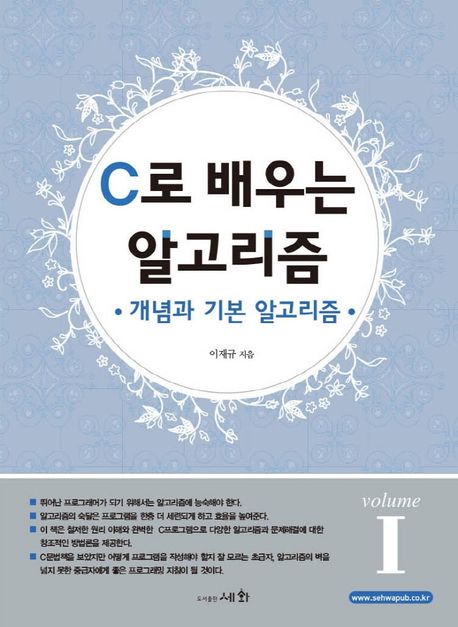 C로 배우는
알고리즘
• 개념과 기본 알고리즘 •
이재규 지음
■ 뛰어난 프로그래머가 되기 위해서는 알고리즘에 능숙해야 한다.
■ 알고리즘의 숙달은 프로그램을 한층 더 세련되게 하고 효율을 높여준다.
■ 이 책은 철저한 원리 이해와 완벽한 C프로그램으로 다양한 알고리즘과 문제해결에 대한
창조적인 방법론을 제공한다.
■ C문법책을 보았지만 어떻게 프로그램을 작성해야 할지 잘 모르는 초급자, 알고리즘의 벽을
넘지 못한 중급자에게 좋은 프로그래밍 지침이 될 것이다.
volume
I
www.sehwapub.co.kr
도서출판 세화